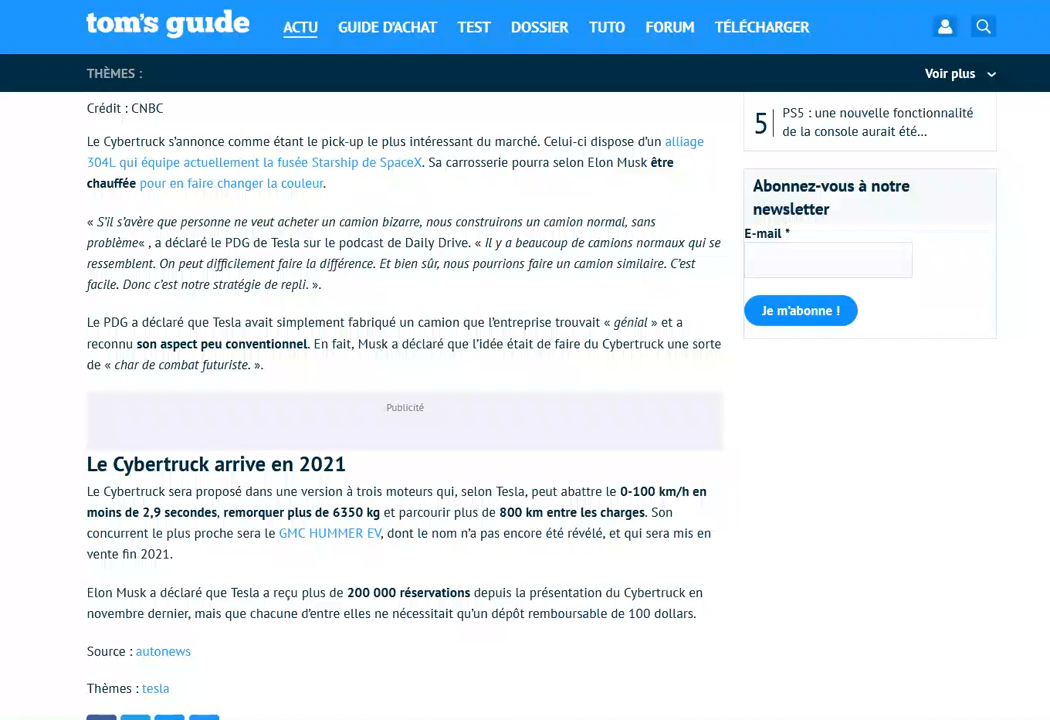 tom's guide
ACTU GUIDE D'ACHAT TEST DOSSIER TUTO FORUM TÉLÉCHARGER
THÈMES :
Voir plus
Crédit : CNBC
Le Cybertruck s'annonce comme étant le pick-up le plus intéressant du marché. Celui-ci dispose d'un alliage
304L qui équipe actuellement la fusée Starship de SpaceX. Sa carrosserie pourra selon Elon Musk être
chauffée pour en faire changer la couleur.
« S'il s'avère que personne ne veut acheter un camion bizarre, nous construirons un camion normal, sans
problème« , a déclaré le PDG de Tesla sur le podcast de Daily Drive. « Il y a beaucoup de camions normaux qui se
ressemblent. On peut difficilement faire la différence. Et bien sûr, nous pourrions faire un camion similaire. C'est
facile. Donc c'est notre stratégie de repli. ».
Le PDG a déclaré que Tesla avait simplement fabriqué un camion que l'entreprise trouvait « génial » et a
reconnu son aspect peu conventionnel. En fait, Musk a déclaré que l'idée était de faire du Cybertruck une sorte
de « char de combat futuriste. ».
Publicité
Le Cybertruck arrive en 2021
Le Cybertruck sera proposé dans une version à trois moteurs qui, selon Tesla, peut abattre le 0-100 km/h en
moins de 2,9 secondes, remorquer plus de 6350 kg et parcourir plus de 800 km entre les charges. Son
concurrent le plus proche sera le GMC HUMMER EV, dont le nom n'a pas encore été révélé, et qui sera mis en
vente fin 2021.
Elon Musk a déclaré que Tesla a reçu plus de 200 000 réservations depuis la présentation du Cybertruck en
novembre dernier, mais que chacune d'entre elles ne nécessitait qu'un dépôt remboursable de 100 dollars.
Source : autonews
Thèmes : tesla
5
PS5 : une nouvelle fonctionnalité
de la console aurait été...
Abonnez-vous à notre
newsletter
E-mail *
Je m'abonne !